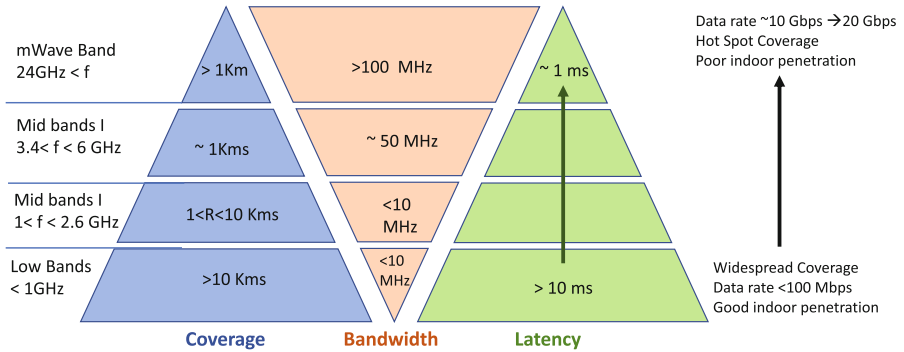 mWave Band
24GHz < f
> 1Km
>100 MHz
~ 1 ms
Data rate ~10 Gbps →20 Gbps
Hot Spot Coverage
Poor indoor penetration
Mid bands I
3.4< f < 6 GHz
~ 1Kms
~ 50 MHz
Mid bands I
1< f < 2.6 GHz
1<R<10 Kms
<10
MHz
Low Bands
< 1GHz
>10 Kms
<10
MHz
> 10 ms
Widespread Coverage
Data rate <100 Mbps
Good indoor penetration
Coverage
Bandwidth
Latency